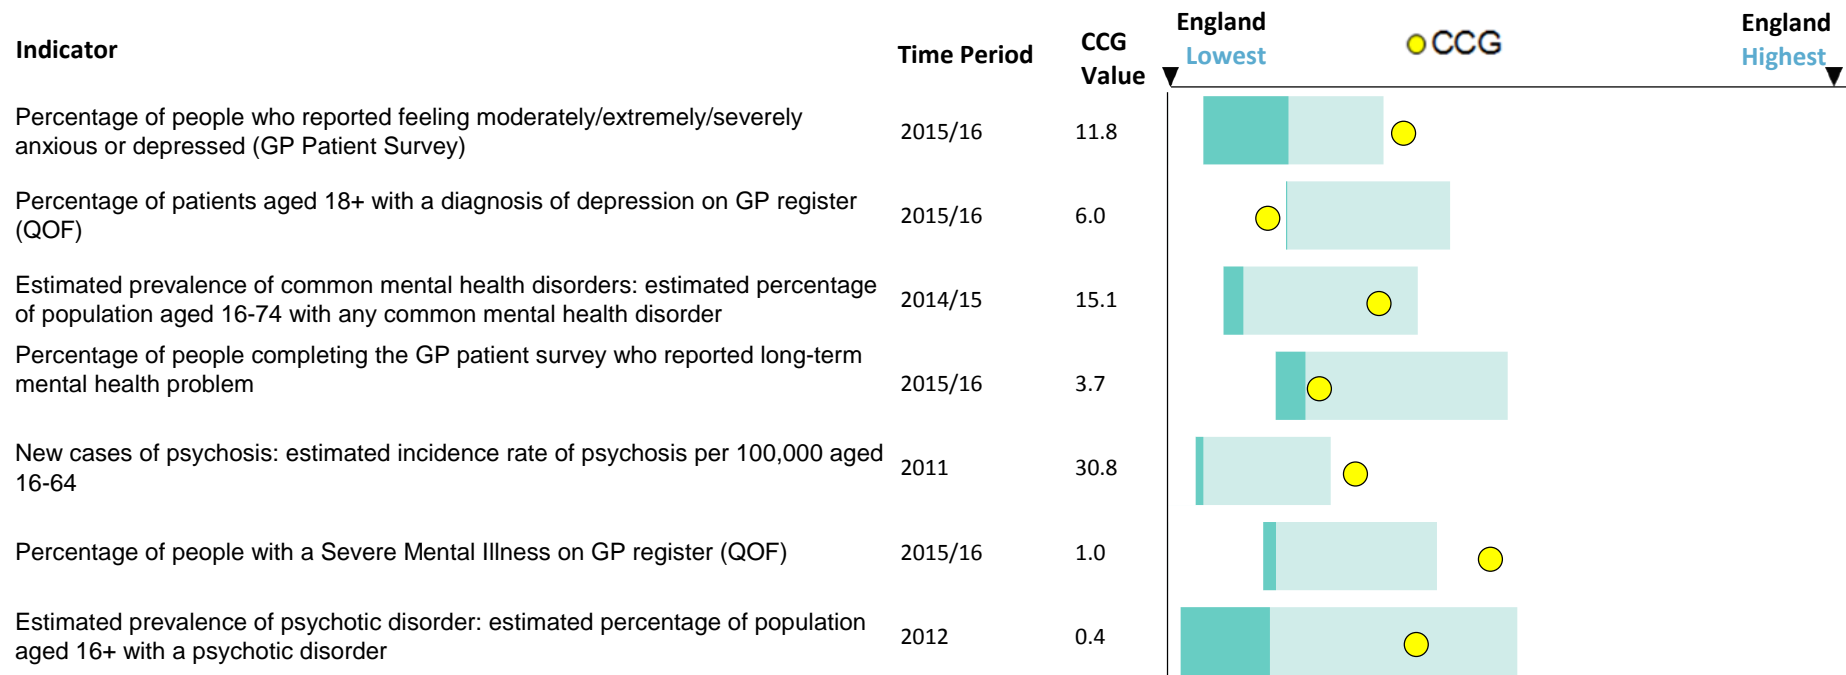 Indicator
Time Period
CCG
Value
England
Lowest
CCG
England
Highest
Percentage of people who reported feeling moderately/extremely/severely
anxious or depressed (GP Patient Survey)
2015/16
11.8
Percentage of patients aged 18+ with a diagnosis of depression on GP register
(QOF)
2015/16
6.0
Estimated prevalence of common mental health disorders: estimated percentage
of population aged 16-74 with any common mental health disorder
2014/15
15.1
Percentage of people completing the GP patient survey who reported long-term
mental health problem
2015/16
3.7
New cases of psychosis: estimated incidence rate of psychosis per 100,000 aged
16-64
2011
30.8
Percentage of people with a Severe Mental Illness on GP register (QOF)
2015/16
1.0
Estimated prevalence of psychotic disorder: estimated percentage of population
aged 16+ with a psychotic disorder
2012
0.4